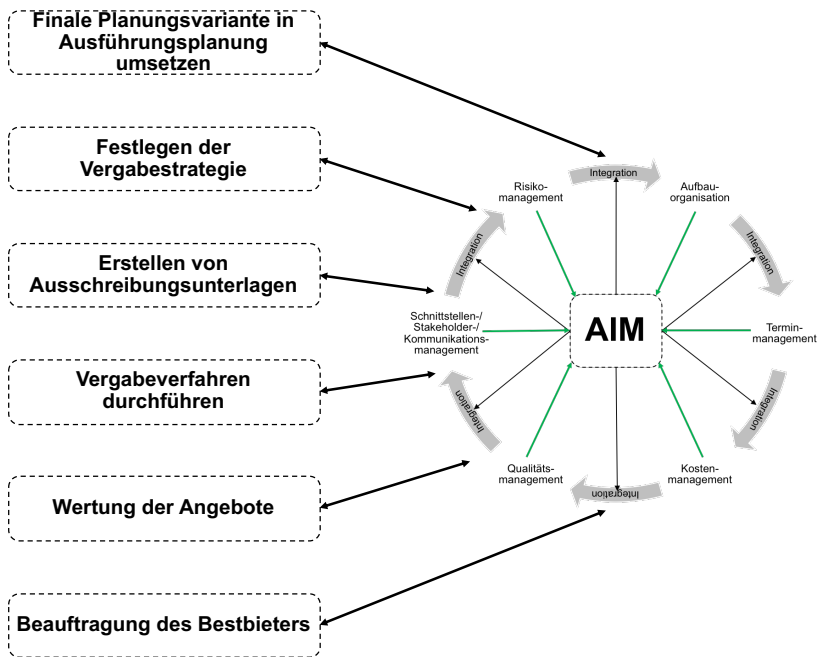 Finale Planungsvariante in
Ausführungsplanung
umsetzen
Festlegen der
Vergabestrategie
Erstellen von
Ausschreibungsunterlagen
Vergabeverfahren
durchführen
Wertung der Angebote
Beauftragung des Bestbieters
Integration
Risiko-
management
Aufbau-
organisation
Integration
Integration
Schnittstellen-/
Stakeholder-/
Kommunikations-
management
AIM
Termin-
management
Integration
Integration
Qualitäts-
management
Kosten-
management
Integration